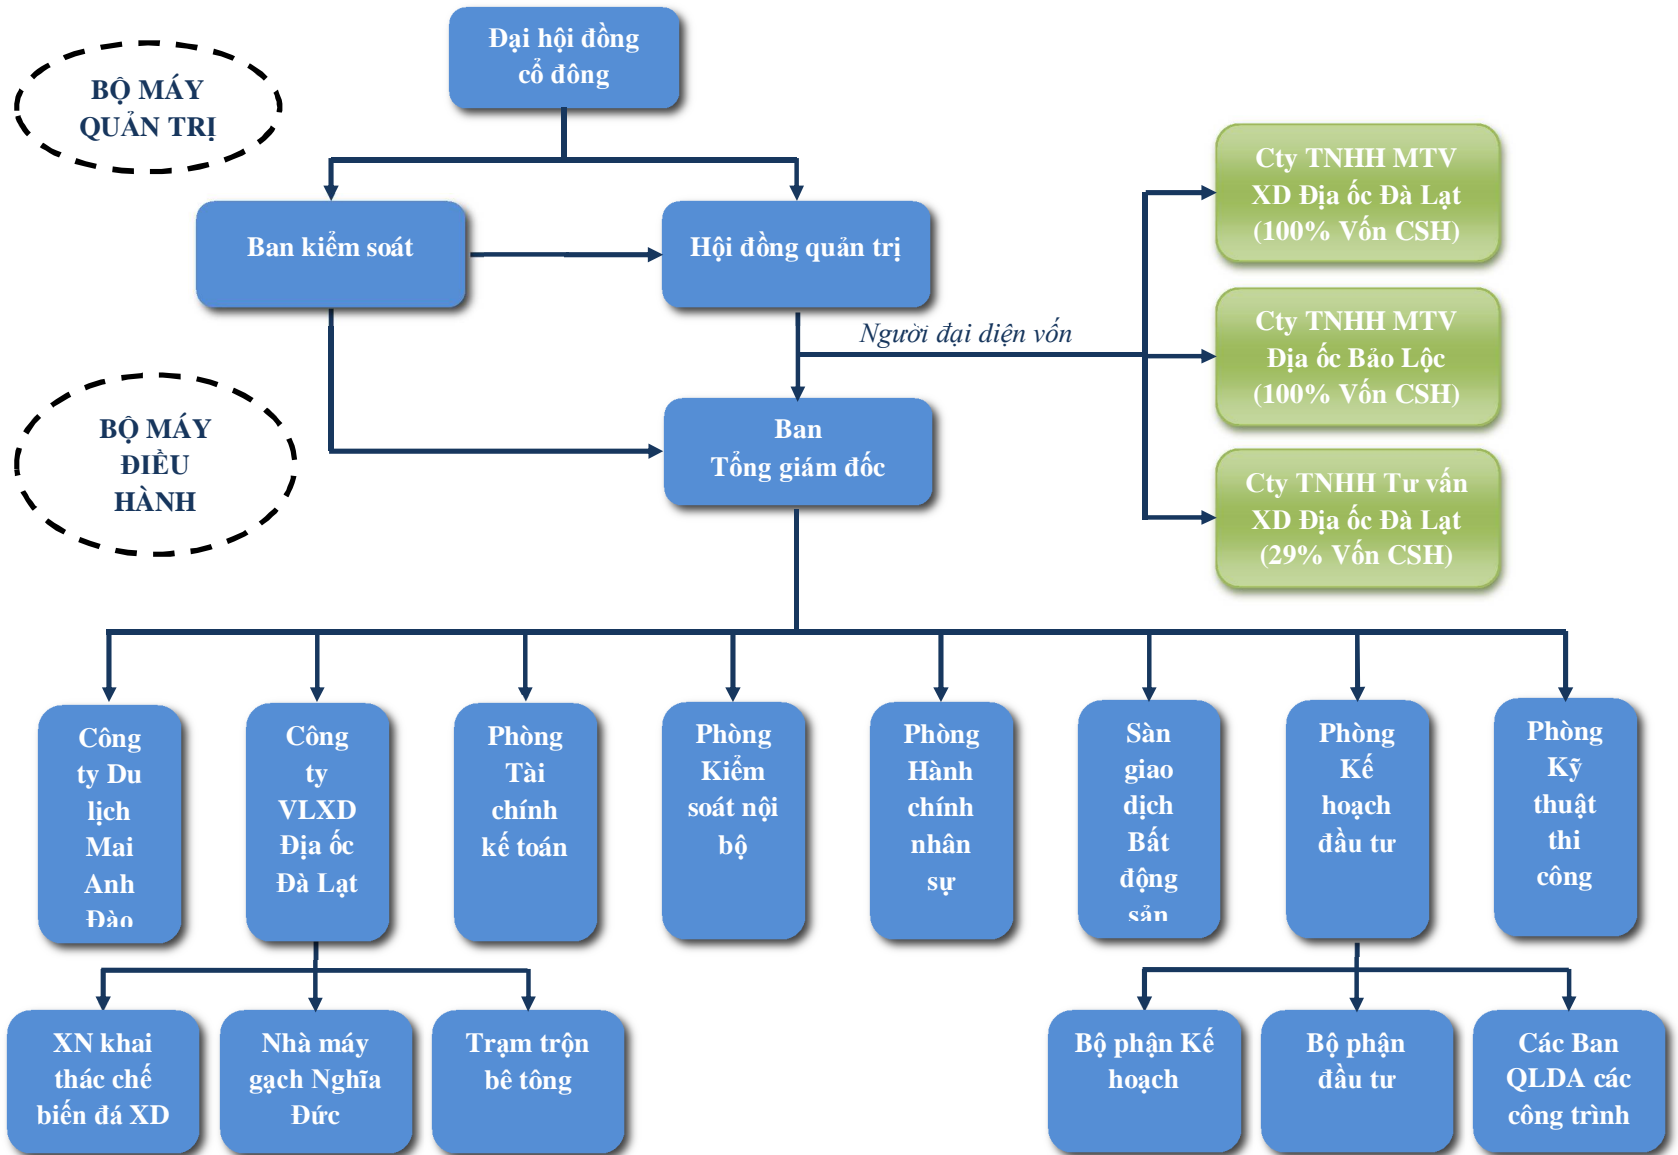 Đại hội đồng
cổ đông
BỘ MÁY
QUẢN TRỊ
Cty TNHH MTV
XD Địa ốc Đà Lạt
(100% Vốn CSH)
Ban kiểm soát
Hội đồng quản trị
Người đại diện vốn
Cty TNHH MTV
Địa ốc Bảo Lộc
(100% Vốn CSH)
BỘ MÁY
ĐIỀU
HÀNH
Ban
Tổng giám đốc
Cty TNHH Tư vấn
XD Địa ốc Đà Lạt
(29% Vốn CSH)
Công
ty Du
lịch
Mai
Anh
Đào
Công
ty
VLXD
Địa ốc
Đà Lạt
Phòng
Tài
chính
kế toán
Phòng
Kiểm
soát nội
bộ
Phòng
Hành
chính
nhân
sự
Sàn
giao
dịch
Bất
động
sản
Phòng
Kế
hoạch
đầu tư
Phòng
Kỹ
thuật
thi
công
XN khai
thác chế
biến đá XD
Nhà máy
gạch Nghĩa
Đức
Trạm trộn
bê tông
Bộ phận Kế
hoạch
Bộ phận
đầu tư
Các Ban
QLDA các
công trình